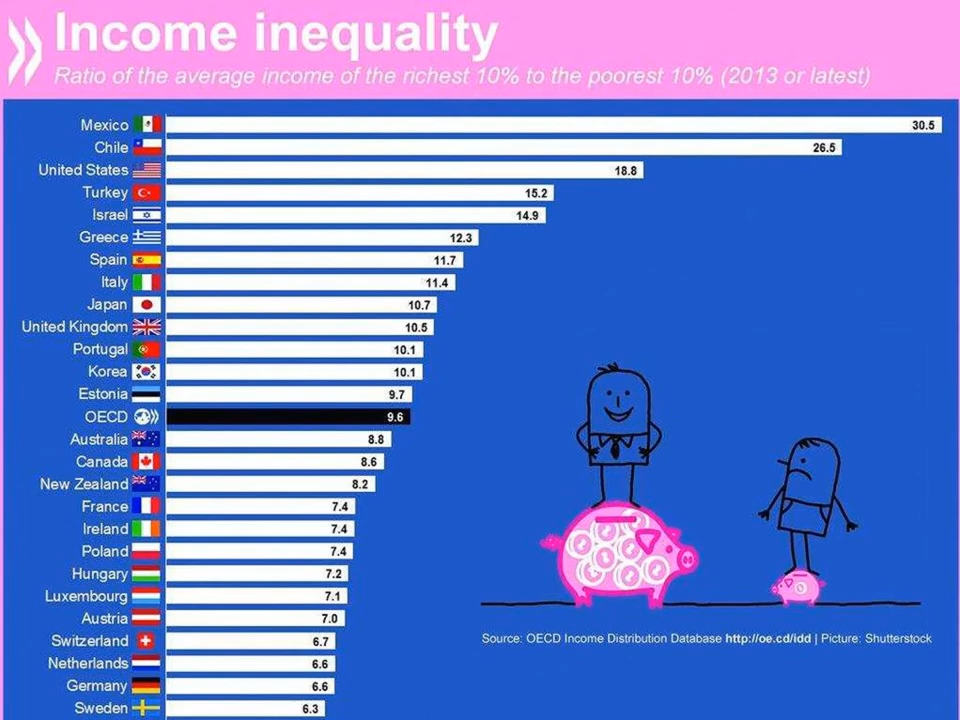 Income inequality
Ratio of the average income of the richest 10% to the poorest 10% (2013 or latest)
Mexico 30.5
Chile 26.5
United States 18.8
Turkey 15.2
Israel 14.9
Greece 12.3
Spain 11.7
Italy 11.4
Japan 10.7
United Kingdom 10.5
Portugal 10.1
Korea 10.1
Estonia 9.7
OECD 9.6
Australia 8.8
Canada 8.6
New Zealand 8.2
France 7.4
Ireland 7.4
Poland 7.4
Hungary 7.2
Luxembourg 7.1
Austria 7.0
Switzerland 6.7
Netherlands 6.6
Germany 6.6
Sweden 6.3
Source: OECD Income Distribution Database http://oe.cd/idd | Picture: Shutterstock